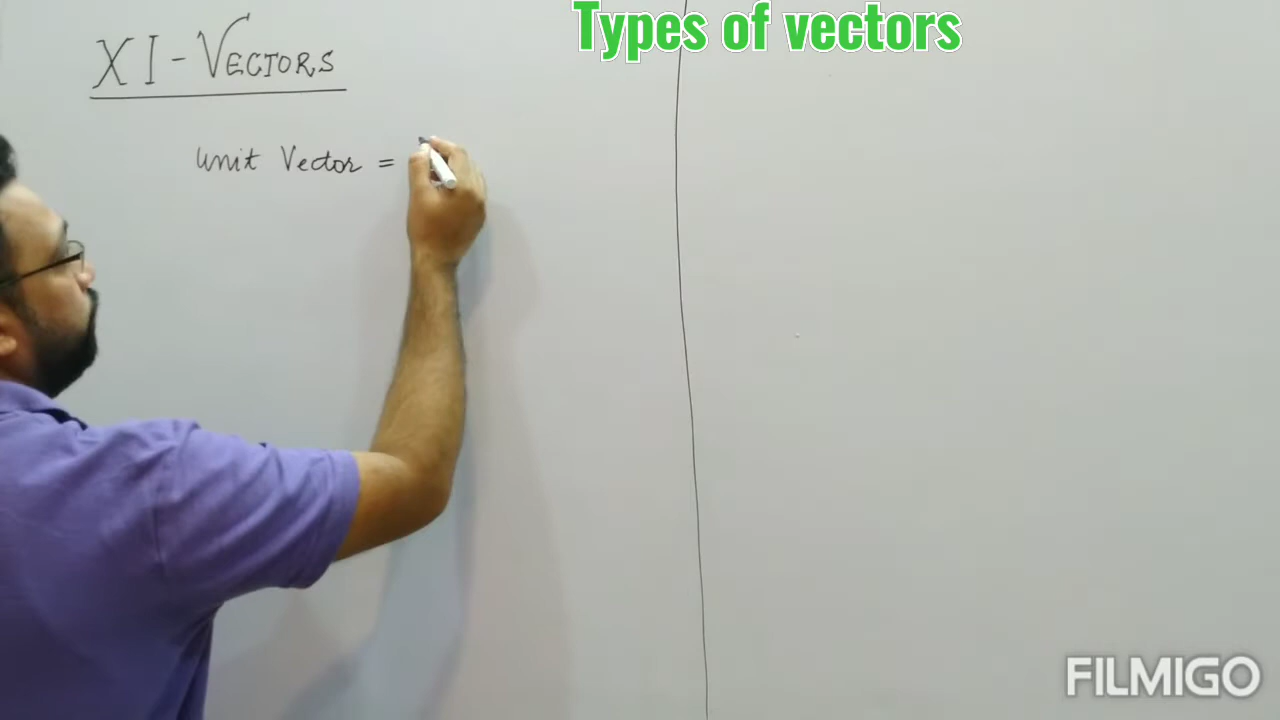 Types of vectors
XI - VECTORS
Unit Vector =
FILMIGO